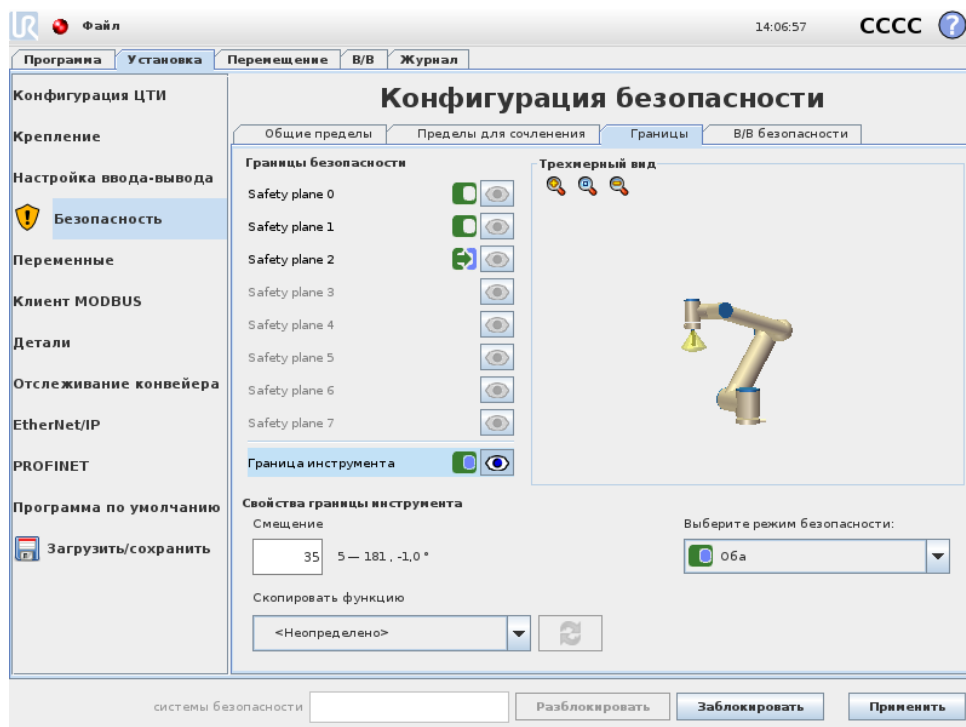 UR Файл 14:06:57 CCCC ?
Программа Установка Перемещение В/В Журнал
Конфигурация ЦТИ
Крепление
Настройка ввода-вывода
Безопасность
Переменные
Клиент MODBUS
Детали
Отслеживание конвейера
EtherNet/IP
PROFINET
Программа по умолчанию
Загрузить/сохранить
Конфигурация безопасности
Общие пределы Пределы для сочленения Границы В/В безопасности
Границы безопасности
Safety plane 0
Safety plane 1
Safety plane 2
Safety plane 3
Safety plane 4
Safety plane 5
Safety plane 6
Safety plane 7
Граница инструмента
Трехмерный вид
Свойства границы инструмента
Смещение
35 5 — 181 , -1,0 °
Скопировать функцию
<Неопределено>
Выберите режим безопасности:
Оба
системы безопасности Разблокировать Заблокировать Применить